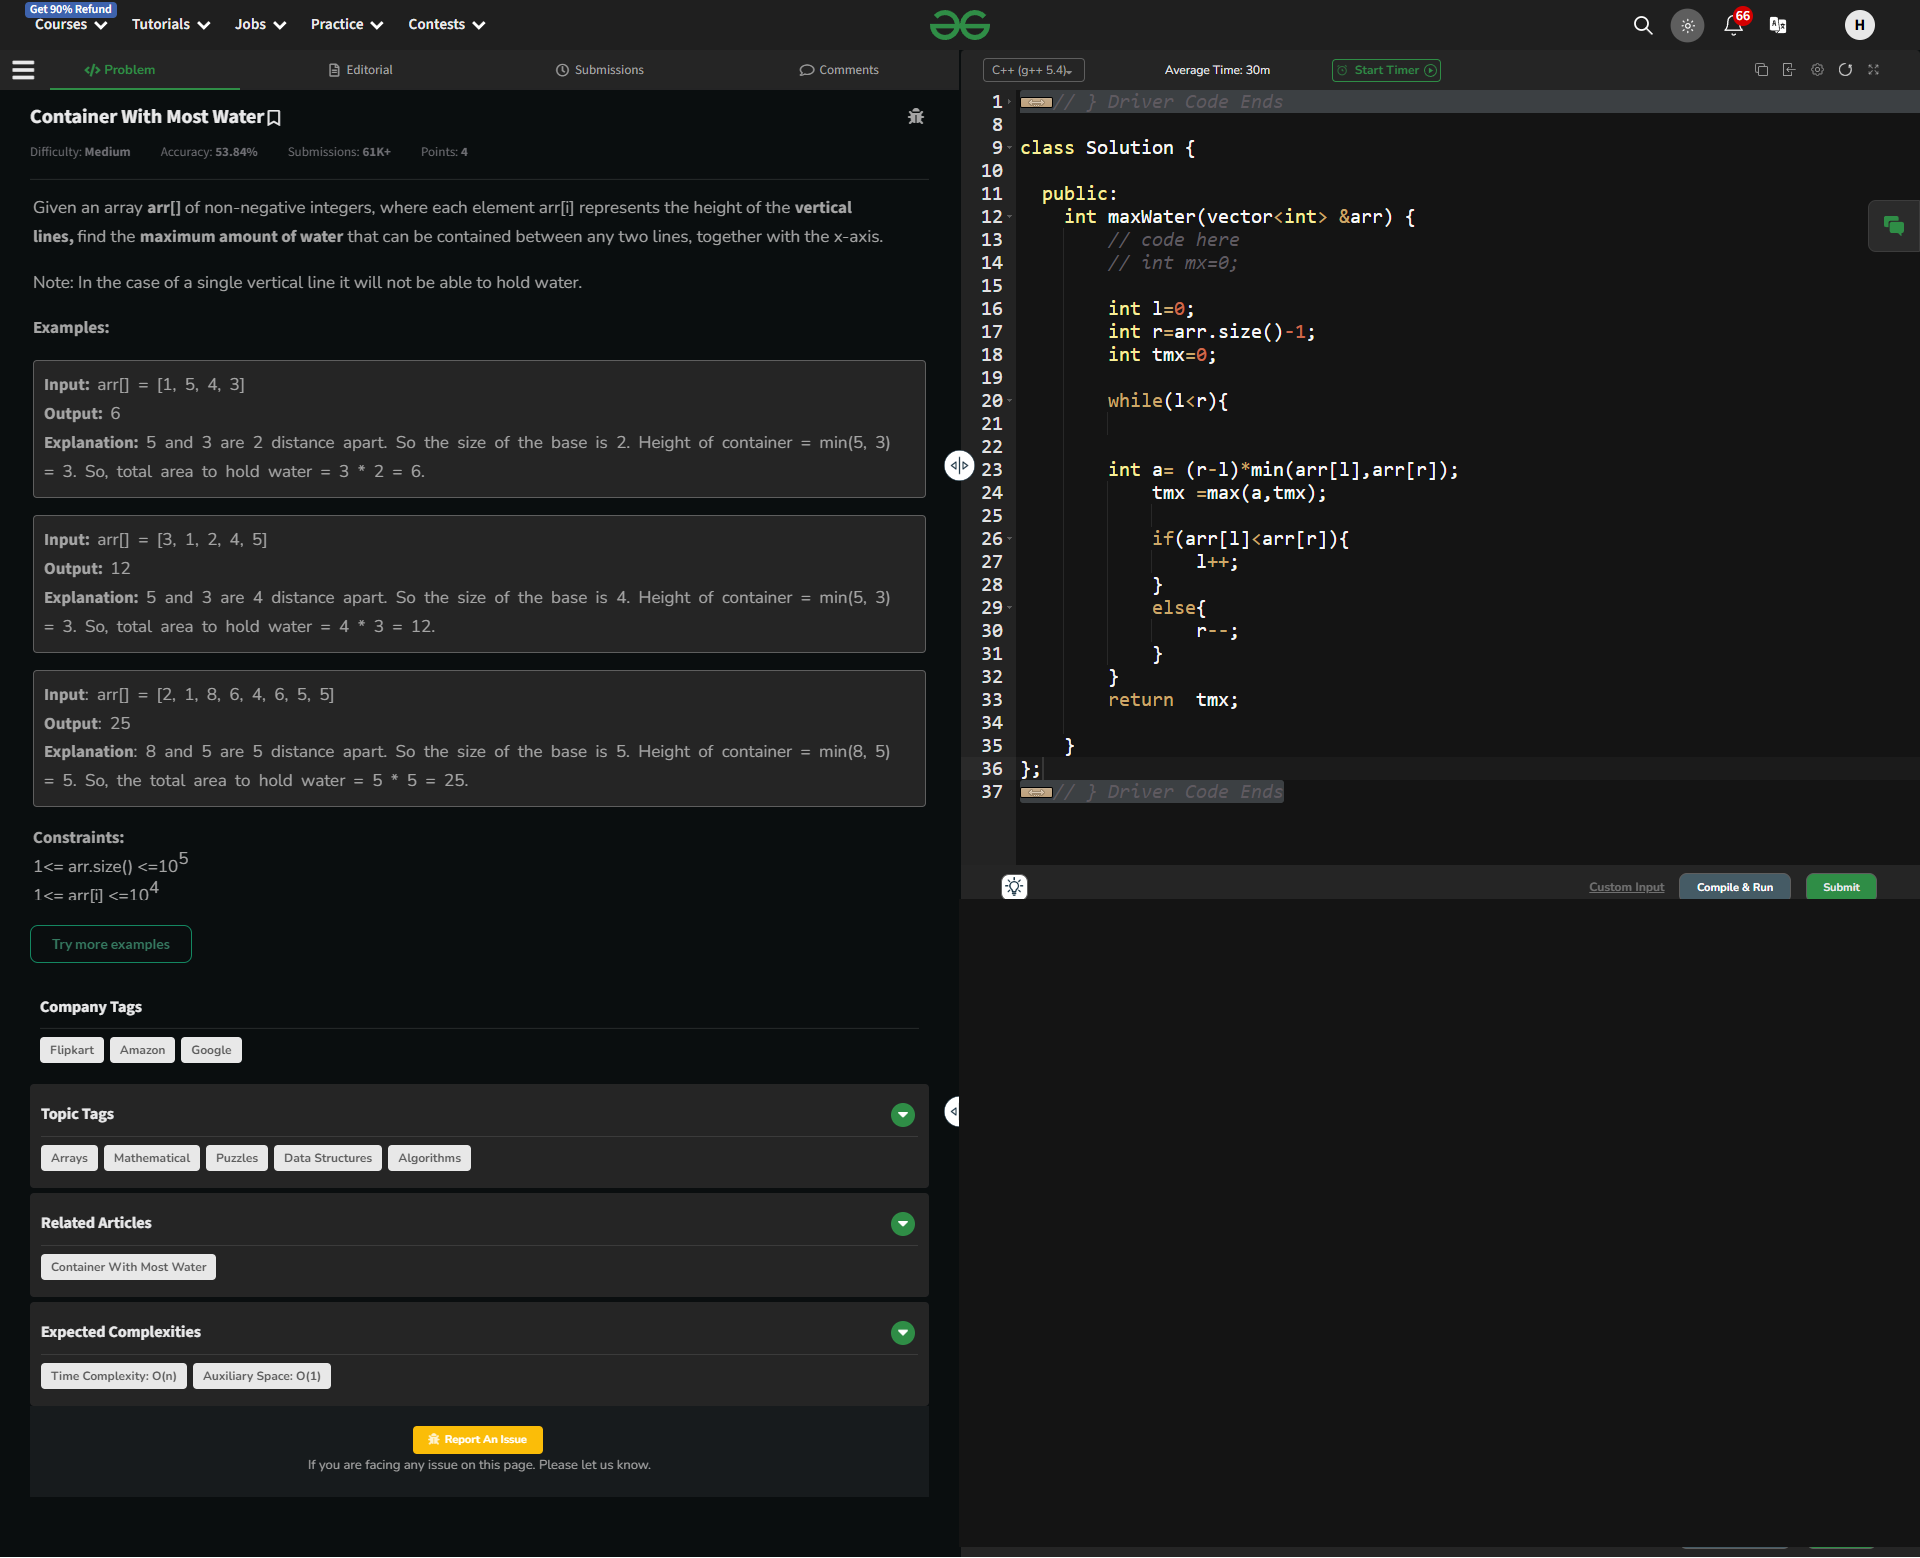 Get 90% Refund
Courses Tutorials Jobs Practice Contests 66 H
Problem Editorial Submissions Comments
Container With Most Water
Difficulty: Medium Accuracy: 53.84% Submissions: 61K+ Points: 4
Given an array arr[] of non-negative integers, where each element arr[i] represents the height of the vertical
lines, find the maximum amount of water that can be contained between any two lines, together with the x-axis.
Note: In the case of a single vertical line it will not be able to hold water.
Examples:
Input: arr[] = [1, 5, 4, 3]
Output: 6
Explanation: 5 and 3 are 2 distance apart. So the size of the base is 2. Height of container = min(5, 3)
= 3. So, total area to hold water = 3 * 2 = 6.
Input: arr[] = [3, 1, 2, 4, 5]
Output: 12
Explanation: 5 and 3 are 4 distance apart. So the size of the base is 4. Height of container = min(5, 3)
= 3. So, total area to hold water = 4 * 3 = 12.
Input: arr[] = [2, 1, 8, 6, 4, 6, 5, 5]
Output: 25
Explanation: 8 and 5 are 5 distance apart. So the size of the base is 5. Height of container = min(8, 5)
= 5. So, the total area to hold water = 5 * 5 = 25.
Constraints:
1<= arr.size() <=10^5
1<= arr[i] <=10^4
Try more examples
Company Tags
Flipkart Amazon Google
Topic Tags
Arrays Mathematical Puzzles Data Structures Algorithms
Related Articles
Container With Most Water
Expected Complexities
Time Complexity: O(n) Auxiliary Space: O(1)
Report An Issue
If you are facing any issue on this page. Please let us know.
C++ (g++ 5.4) Average Time: 30m Start Timer
1 // } Driver Code Ends
8
9 class Solution {
10
11 public:
12 int maxWater(vector<int> &arr) {
13 // code here
14 // int mx=0;
15
16 int l=0;
17 int r=arr.size()-1;
18 int tmx=0;
19
20 while(l<r){
21
22
23 int a= (r-l)*min(arr[l],arr[r]);
24 tmx =max(a,tmx);
25
26 if(arr[l]<arr[r]){
27 l++;
28 }
29 else{
30 r--;
31 }
32 }
33 return  tmx;
34
35 }
36 };
37 // } Driver Code Ends
Custom Input Compile & Run Submit